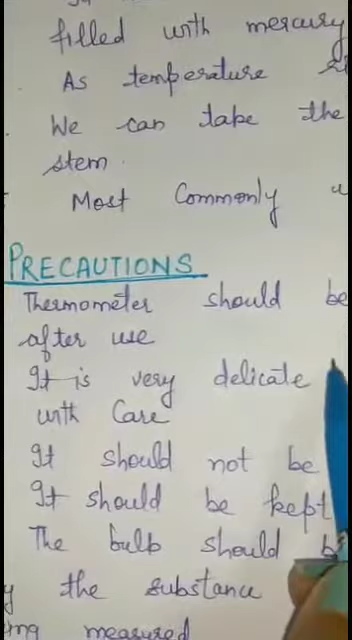 filled with mercury
As temperature
We can take the
stem.
Most Commonly
PRECAUTIONS
Thermometer should be
after use
It is very delicate
with Care
It should not be
It should be kept
The bulb should
the substance
measured